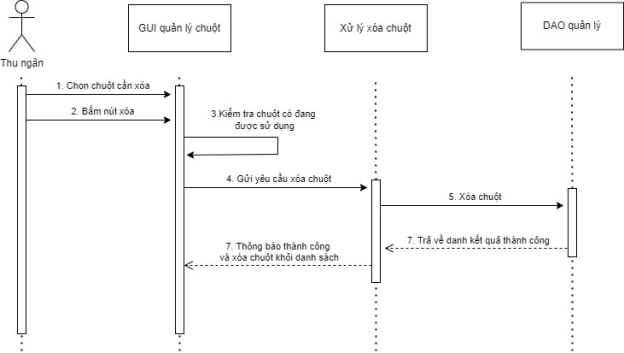 GUI quản lý chuột
Xử lý xóa chuột
DAO quản lý
Thu ngân
1. Chọn chuột cần xóa
2. Bấm nút xóa
3.Kiểm tra chuột có đang
được sử dụng
4. Gửi yêu cầu xóa chuột
5. Xóa chuột
7. Trả về danh kết quả thành công
7. Thông báo thành công
và xóa chuột khỏi danh sách